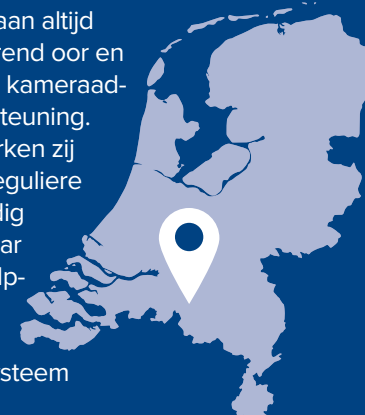 aan altijd
rend oor en
kameraad-
teuning.
rken zij
eguliere
dig
ar
lp-
steem